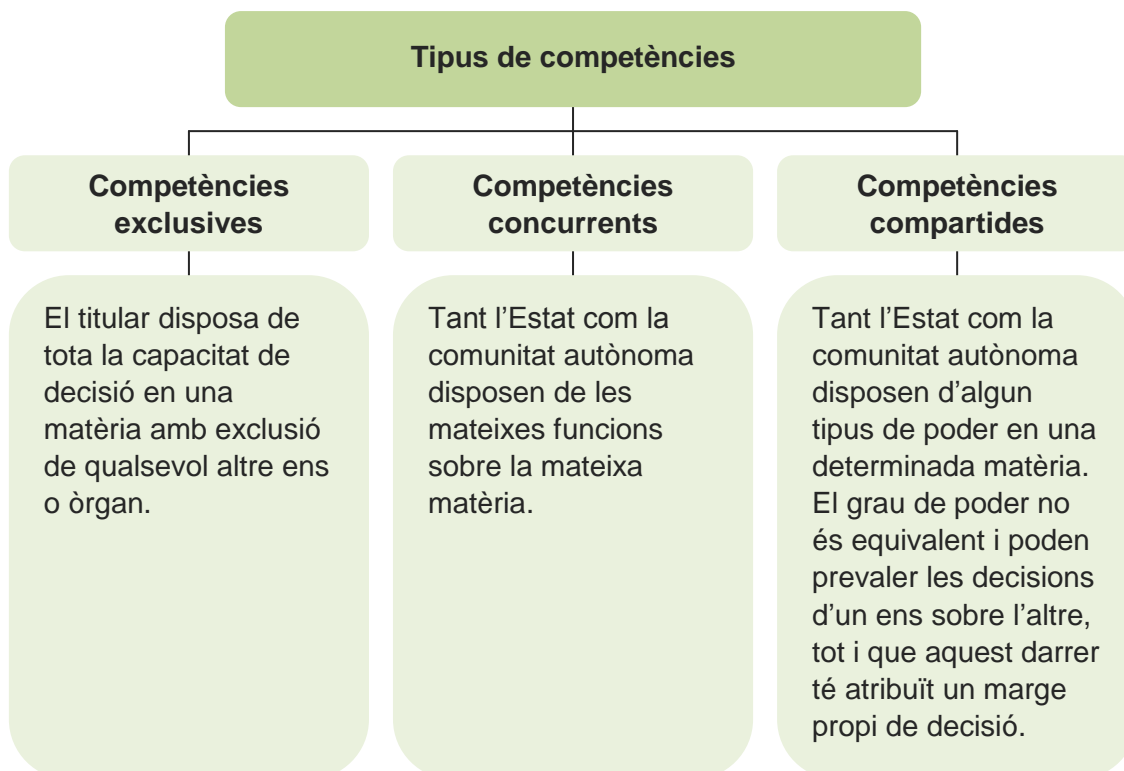 Tipus de competències
Competències
exclusives
El titular disposa de
tota la capacitat de
decisió en una
matèria amb exclusió
de qualsevol altre ens
o òrgan.
Competències
concurrents
Tant l’Estat com la
comunitat autònoma
disposen de les
mateixes funcions
sobre la mateixa
matèria.
Competències
compartides
Tant l’Estat com la
comunitat autònoma
disposen d’algun
tipus de poder en una
determinada matèria.
El grau de poder no
és equivalent i poden
prevaler les decisions
d’un ens sobre l’altre,
tot i que aquest darrer
té atribuït un marge
propi de decisió.